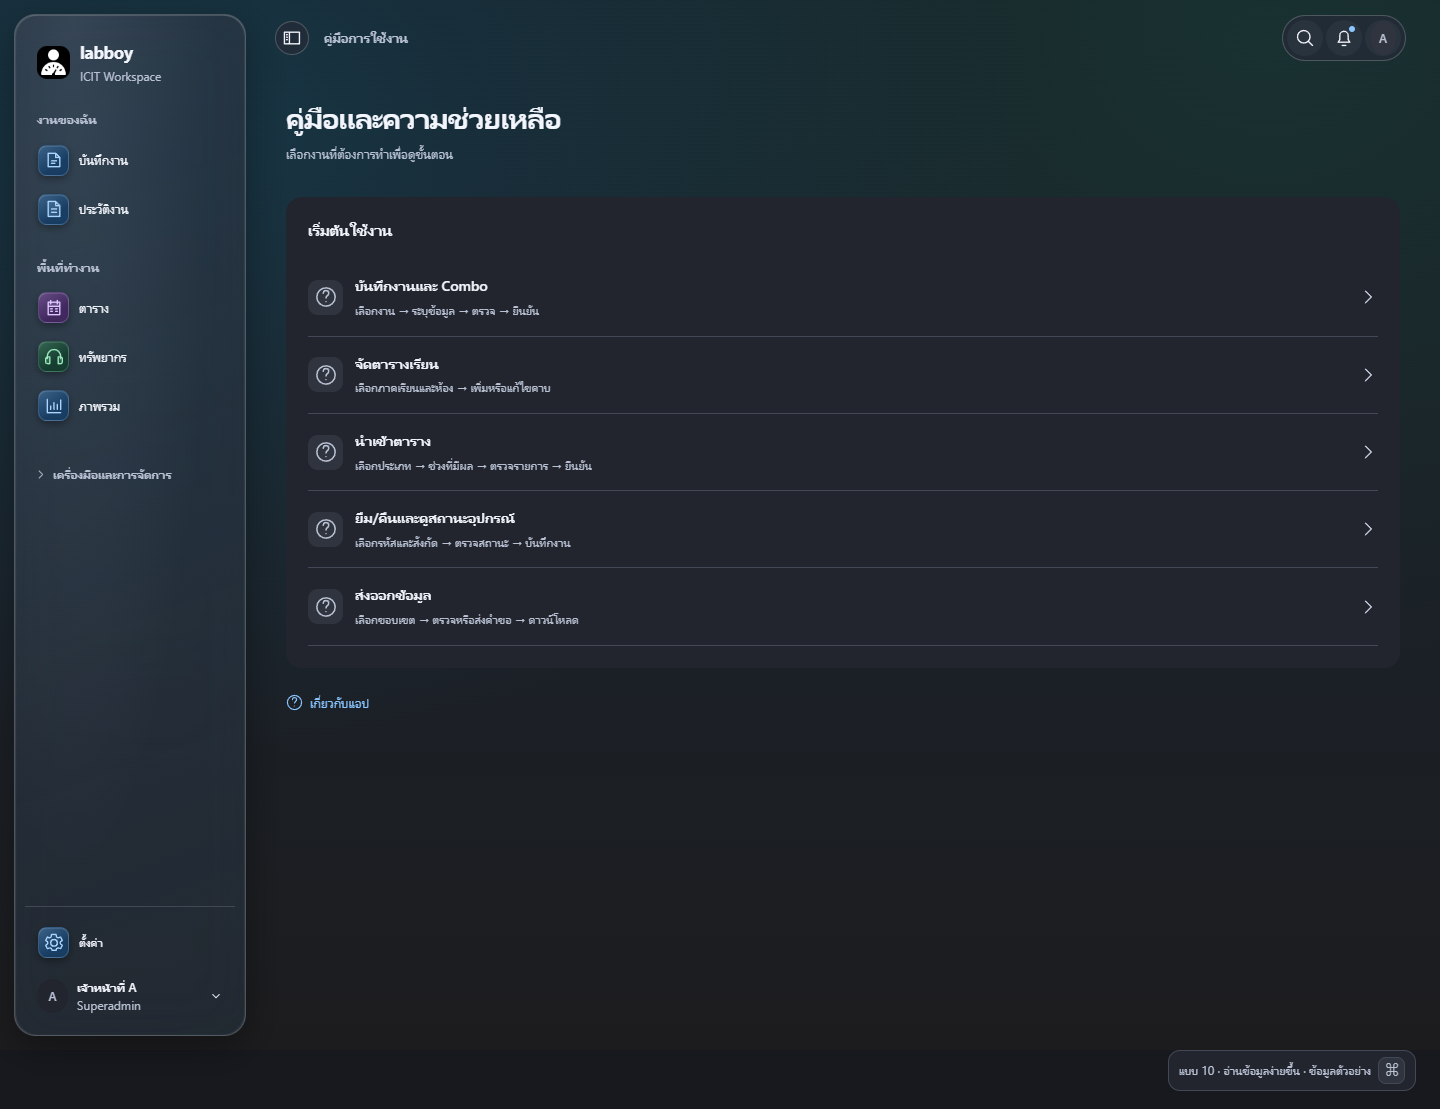 labboy
ICIT Workspace
งานของฉัน
บันทึกงาน
ประวัติงาน
พื้นที่ทำงาน
ตาราง
ทรัพยากร
ภาพรวม
เครื่องมือและการจัดการ
ตั้งค่า
A
เจ้าหน้าที่ A
Superadmin
คู่มือการใช้งาน
A
คู่มือและความช่วยเหลือ
เลือกงานที่ต้องการทำเพื่อดูขั้นตอน
เริ่มต้นใช้งาน
บันทึกงานและ Combo
เลือกงาน → ระบุข้อมูล → ตรวจ → ยืนยัน
จัดตารางเรียน
เลือกภาคเรียนและห้อง → เพิ่มหรือแก้ไขคาบ
นำเข้าตาราง
เลือกประเภท → ช่วงที่มีผล → ตรวจรายการ → ยืนยัน
ยืม/คืนและดูสถานะอุปกรณ์
เลือกรหัสและสังกัด → ตรวจสถานะ → บันทึกงาน
ส่งออกข้อมูล
เลือกขอบเขต → ตรวจหรือส่งคำขอ → ดาวน์โหลด
เกี่ยวกับแอป
แบบ 10 · อ่านข้อมูลง่ายขึ้น · ข้อมูลตัวอย่าง ⌘